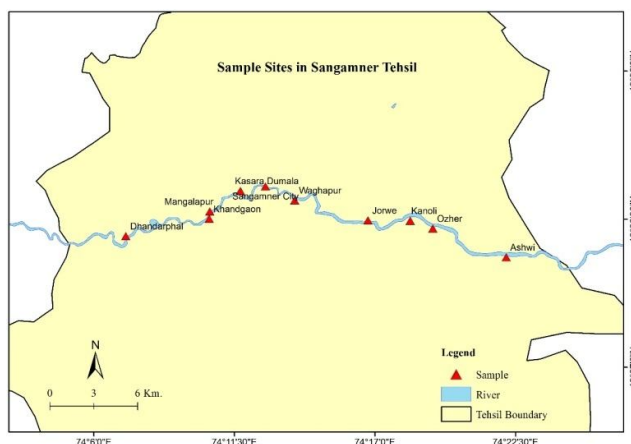 Sample Sites in Sangamner Tehsil
Kasara Dumala
Sangamner City
Waghapur
Mangalapur
Khandgaon
Dhandarphal
Jorwe
Kanoli
Ozher
Ashwi
N
0 3 6 Km.
Legend
Sample
River
Tehsil Boundary
74°6'0"E 74°11'30"E 74°17'0"E 74°22'30"E